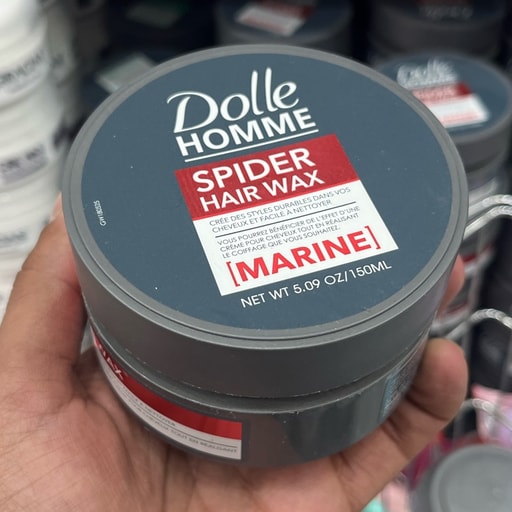 Dolle
HOMME
SPIDER
HAIR WAX
CRÉE DES STYLES DURABLES DANS VOS
CHEVEUX ET FACILE À NETTOYER
VOUS POURREZ BÉNÉFICIER DE L'EFFET D'UNE
CRÈME POUR CHEVEUX TOUT EN RÉALISANT
LE COIFFAGE QUE VOUS SOUHAITEZ.
[MARINE]
NET WT 5.09 OZ/150ML
WAX